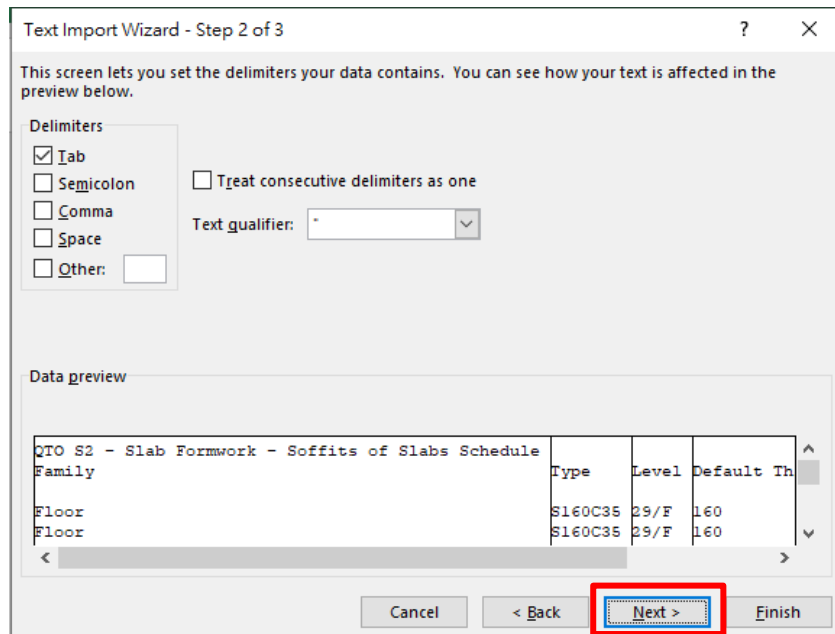 Text Import Wizard - Step 2 of 3 ?
This screen lets you set the delimiters your data contains. You can see how your text is affected in the
preview below.
Delimiters
Tab
Semicolon
Comma
Space
Other:
Treat consecutive delimiters as one
Text qualifier: "
Data preview
QTO S2 - Slab Formwork - Soffits of Slabs Schedule
Family Type Level Default Th
Floor S160C35 29/F 160
Floor S160C35 29/F 160
Cancel < Back Next > Finish